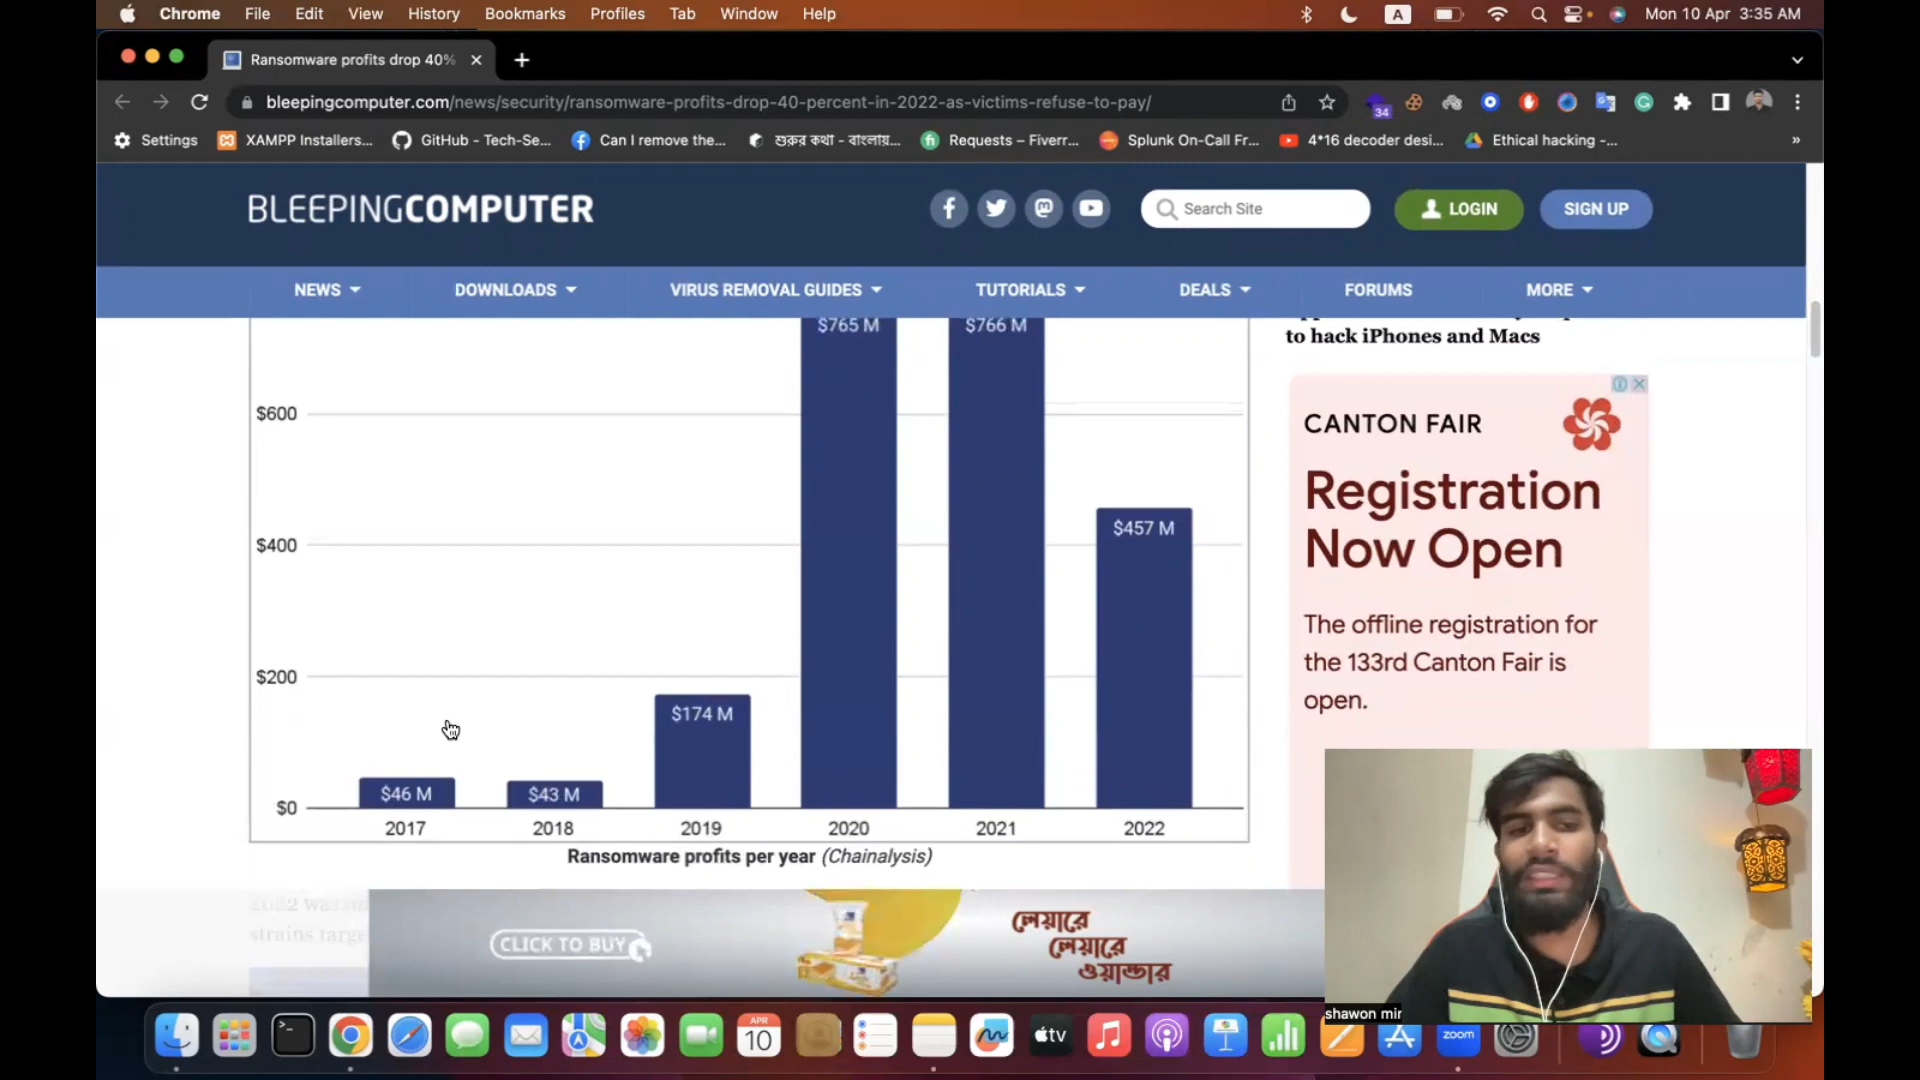 Chrome File Edit View History Bookmarks Profiles Tab Window Help
A
Mon 10 Apr 3:35 AM
Ransomware profits drop 40%
bleepingcomputer.com/news/security/ransomware-profits-drop-40-percent-in-2022-as-victims-refuse-to-pay/
34
Settings XAMPP Installers... GitHub - Tech-Se... Can I remove the... শুরুর কথা - বাংলায়... Requests – Fiverr... Splunk On-Call Fr... 4*16 decoder desi... Ethical hacking -...
BLEEPINGCOMPUTER
Search Site
LOGIN
SIGN UP
NEWS DOWNLOADS VIRUS REMOVAL GUIDES TUTORIALS DEALS FORUMS MORE
$765 M $766 M
$600
$400
$457 M
$200
$174 M
$46 M $43 M
$0
2017 2018 2019 2020 2021 2022
Ransomware profits per year (Chainalysis)
to hack iPhones and Macs
CANTON FAIR
Registration
Now Open
The offline registration for
the 133rd Canton Fair is
open.
strains targe
CLICK TO BUY
লেয়ারে
লেয়ারে
ওয়ান্ডার
shawon mir
APR
10
tv
zoom